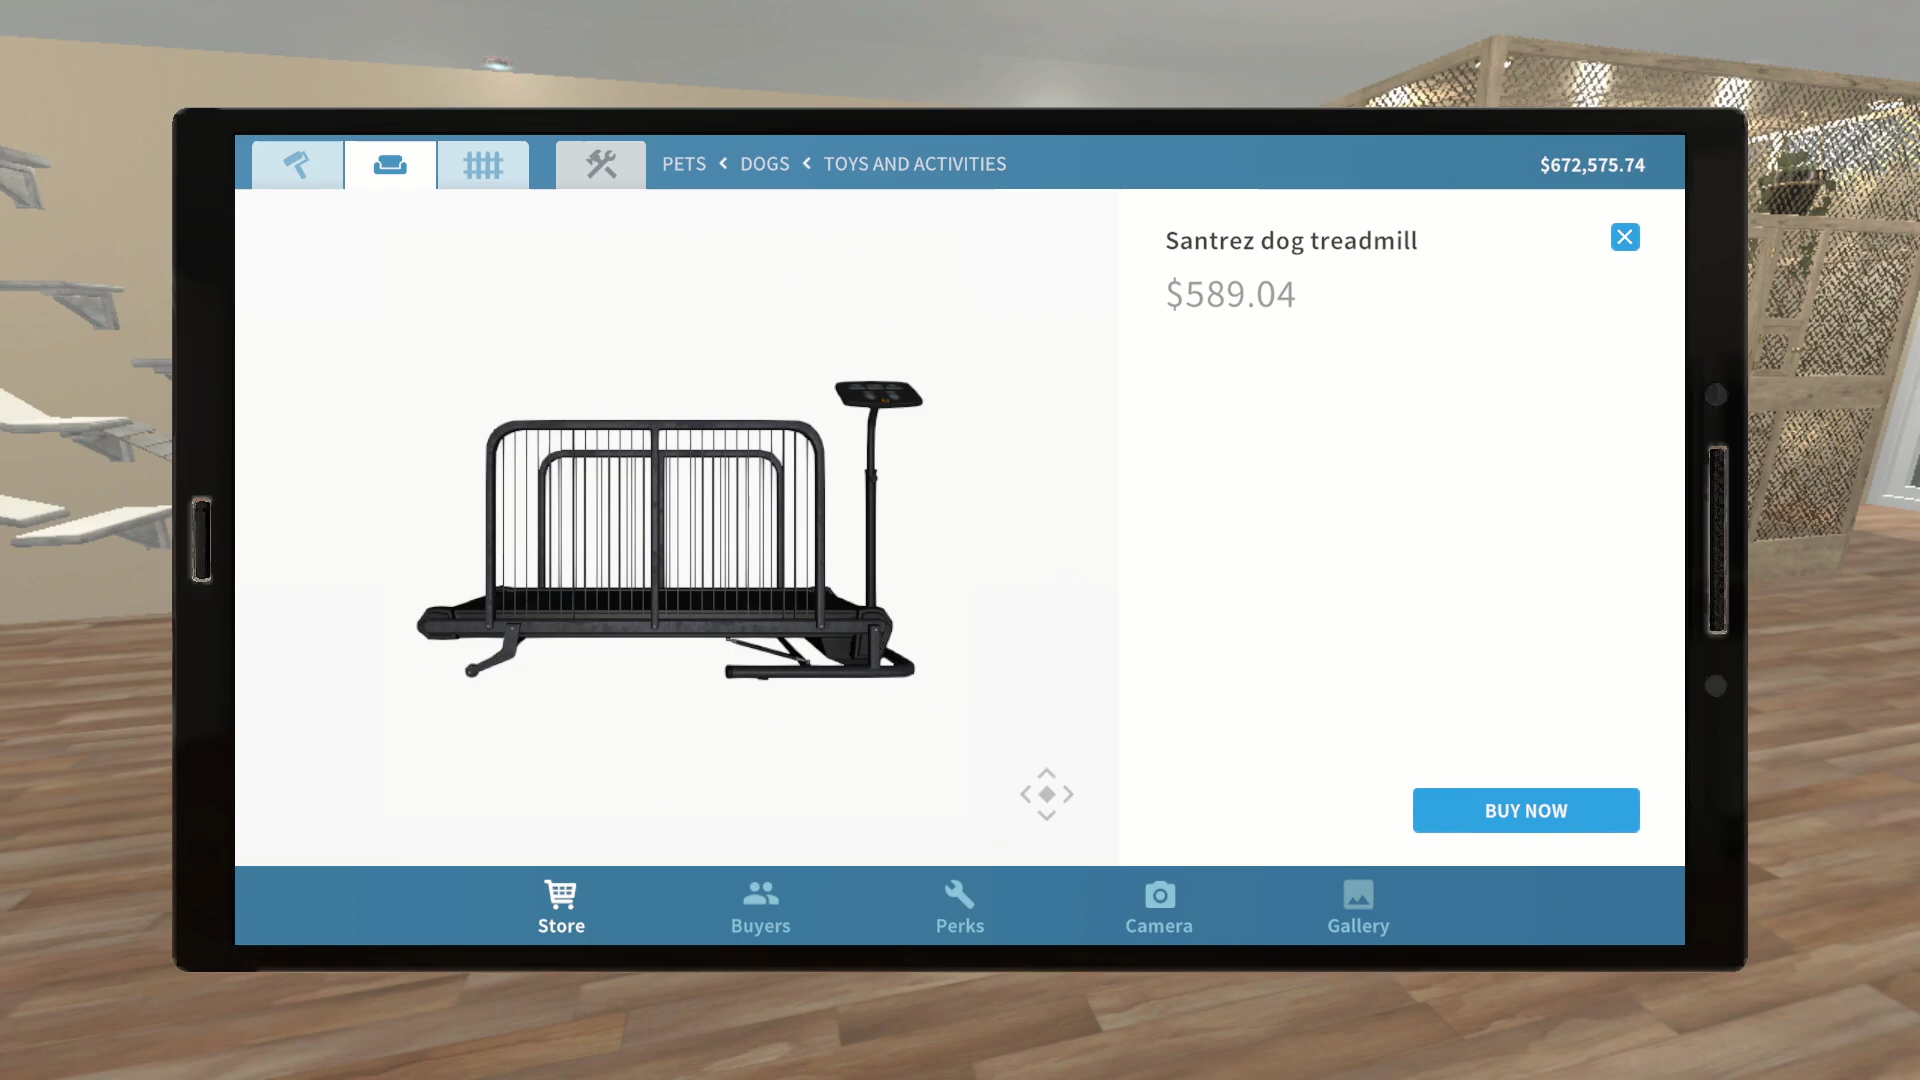 PETS < DOGS < TOYS AND ACTIVITIES
$672,575.74
Santrez dog treadmill
$589.04
BUY NOW
Store
Buyers
Perks
Camera
Gallery